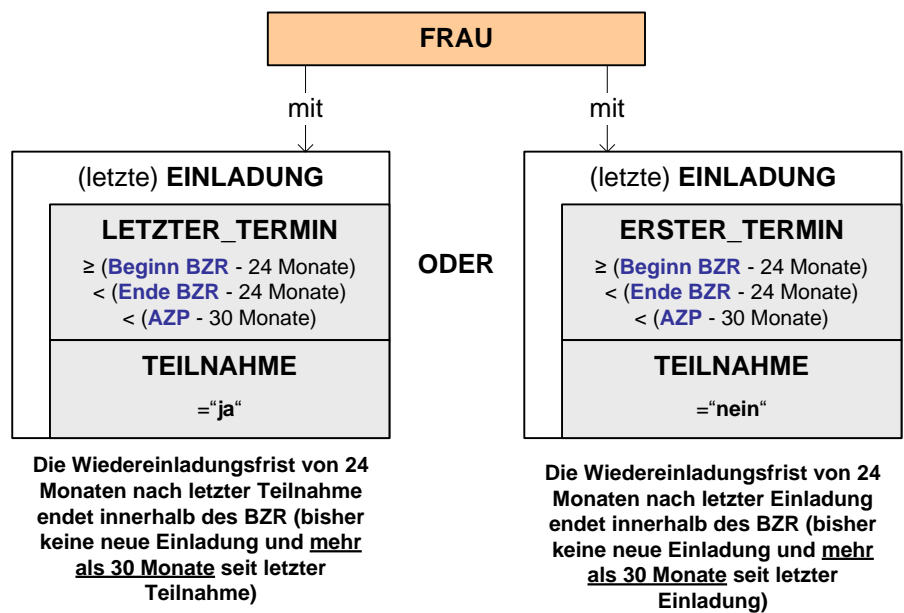 FRAU
mit
mit
(letzte) EINLADUNG
LETZTER_TERMIN
≥ (Beginn BZR - 24 Monate)
< (Ende BZR - 24 Monate)
< (AZP - 30 Monate)
TEILNAHME
=“ja“
ODER
(letzte) EINLADUNG
ERSTER_TERMIN
≥ (Beginn BZR - 24 Monate)
< (Ende BZR - 24 Monate)
< (AZP - 30 Monate)
TEILNAHME
=“nein“
Die Wiedereinladungsfrist von 24
Monaten nach letzter Teilnahme
endet innerhalb des BZR (bisher
keine neue Einladung und mehr
als 30 Monate seit letzter
Teilnahme)
Die Wiedereinladungsfrist von 24
Monaten nach letzter Einladung
endet innerhalb des BZR (bisher
keine neue Einladung und mehr
als 30 Monate seit letzter
Einladung)